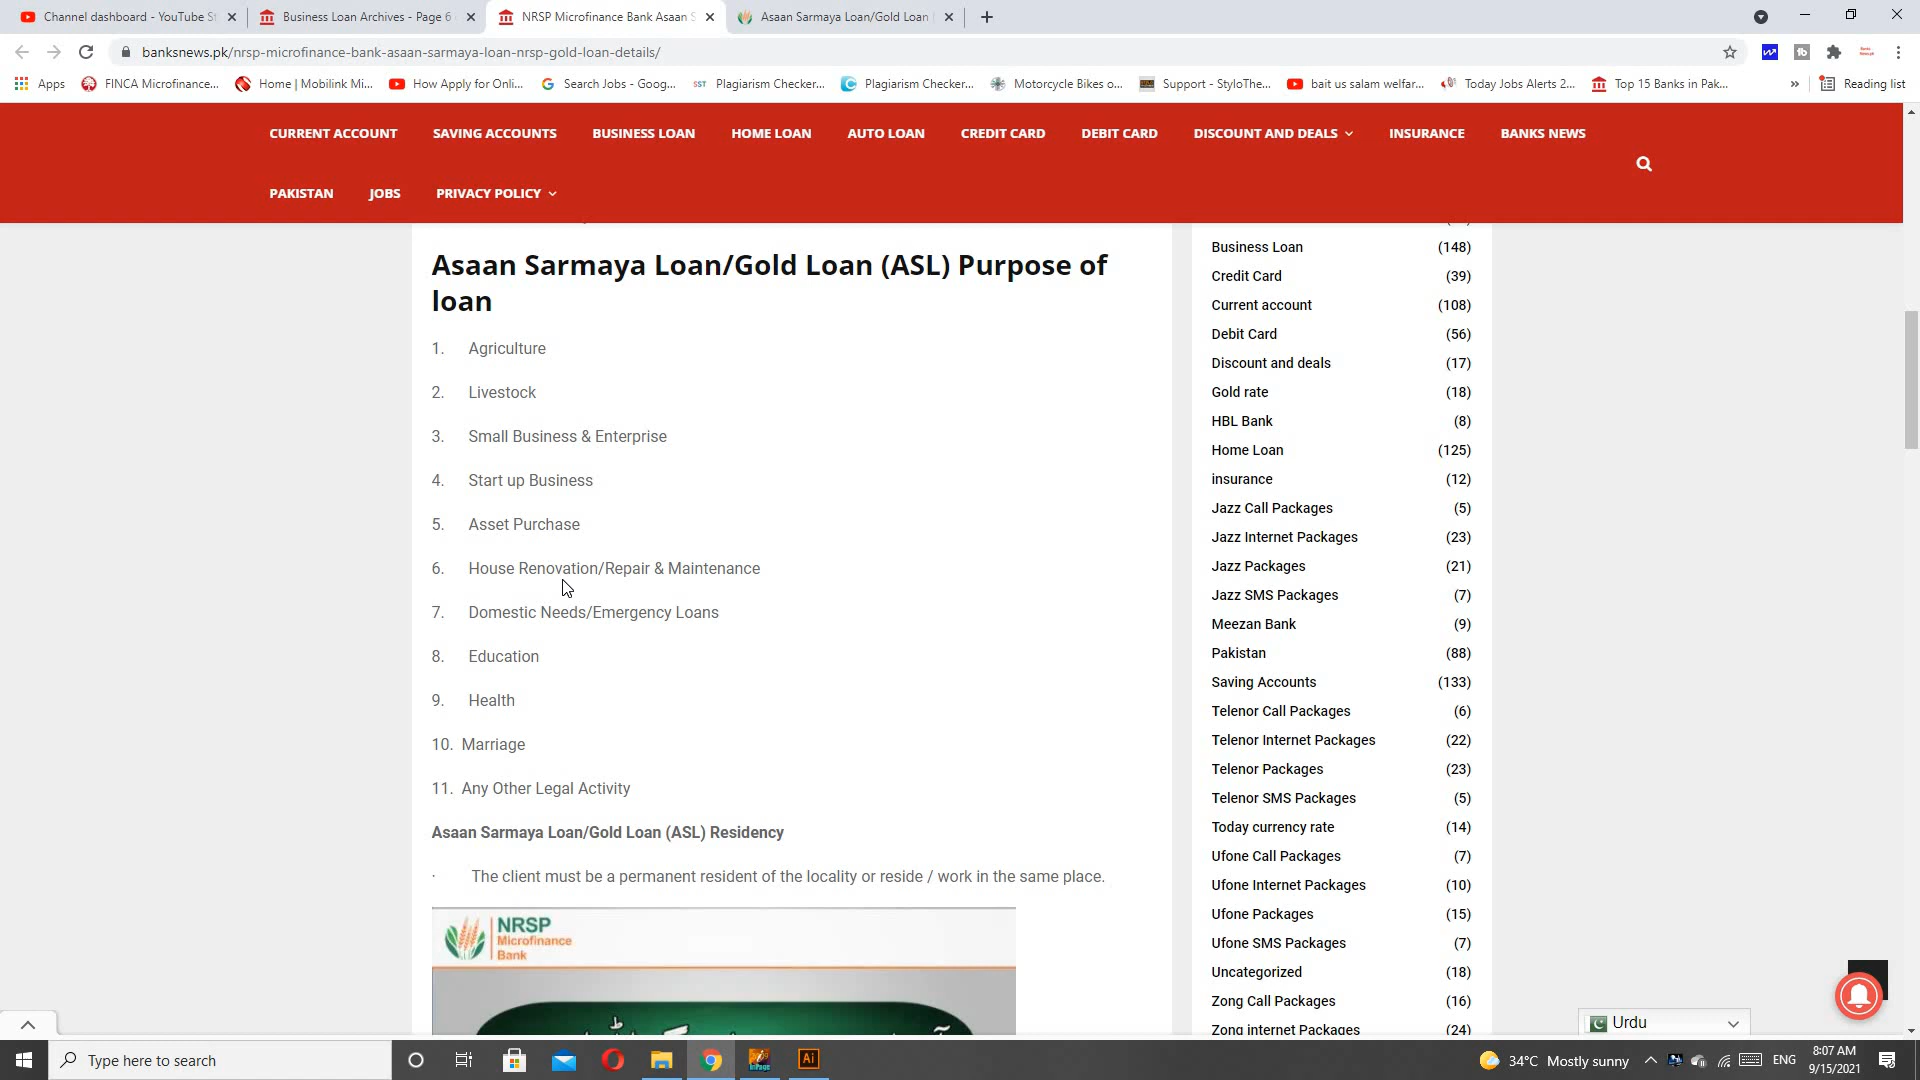 Channel dashboard - YouTube St
Business Loan Archives - Page 6
NRSP Microfinance Bank Asaan S
Asaan Sarmaya Loan/Gold Loan
banksnews.pk/nrsp-microfinance-bank-asaan-sarmaya-loan-nrsp-gold-loan-details/
Apps
FINCA Microfinance...
Home | Mobilink Mi...
How Apply for Onli...
Search Jobs - Goog...
SST
Plagiarism Checker...
Plagiarism Checker...
Motorcycle Bikes o...
Support - StyloThe...
bait us salam welfar...
Today Jobs Alerts 2...
Top 15 Banks in Pak...
»
Reading list
CURRENT ACCOUNT
SAVING ACCOUNTS
BUSINESS LOAN
HOME LOAN
AUTO LOAN
CREDIT CARD
DEBIT CARD
DISCOUNT AND DEALS
INSURANCE
BANKS NEWS
PAKISTAN
JOBS
PRIVACY POLICY
Asaan Sarmaya Loan/Gold Loan (ASL) Purpose of
loan
1. Agriculture
2. Livestock
3. Small Business & Enterprise
4. Start up Business
5. Asset Purchase
6. House Renovation/Repair & Maintenance
7. Domestic Needs/Emergency Loans
8. Education
9. Health
10. Marriage
11. Any Other Legal Activity
Asaan Sarmaya Loan/Gold Loan (ASL) Residency
· The client must be a permanent resident of the locality or reside / work in the same place.
NRSP
Microfinance
Bank
Business Loan (148)
Credit Card (39)
Current account (108)
Debit Card (56)
Discount and deals (17)
Gold rate (18)
HBL Bank (8)
Home Loan (125)
insurance (12)
Jazz Call Packages (5)
Jazz Internet Packages (23)
Jazz Packages (21)
Jazz SMS Packages (7)
Meezan Bank (9)
Pakistan (88)
Saving Accounts (133)
Telenor Call Packages (6)
Telenor Internet Packages (22)
Telenor Packages (23)
Telenor SMS Packages (5)
Today currency rate (14)
Ufone Call Packages (7)
Ufone Internet Packages (10)
Ufone Packages (15)
Ufone SMS Packages (7)
Uncategorized (18)
Zong Call Packages (16)
Zong internet Packages (24)
Urdu
Type here to search
Ai
34°C Mostly sunny
ENG
8:07 AM
9/15/2021